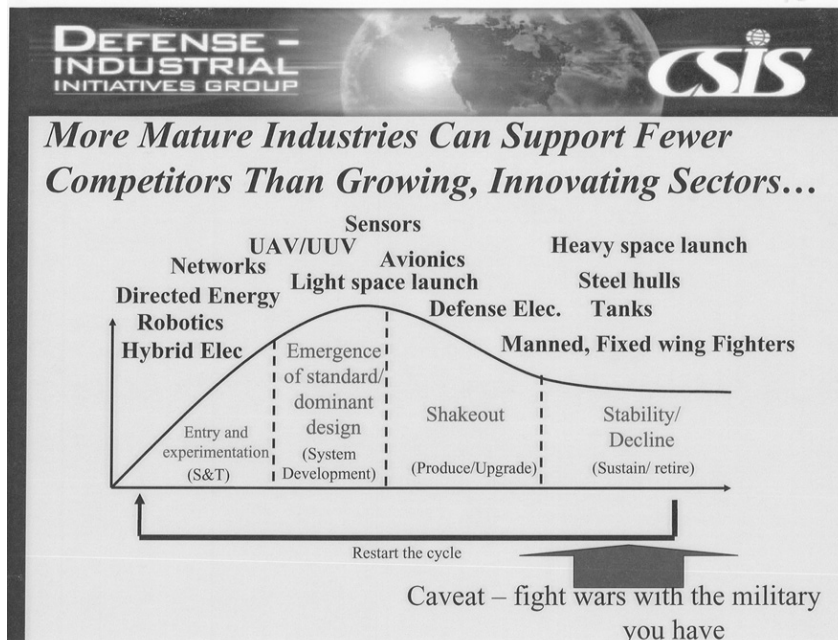 DEFENSE -
INDUSTRIAL
INITIATIVES GROUP
CSIS
More Mature Industries Can Support Fewer
Competitors Than Growing, Innovating Sectors…
Sensors
UAV/UUV
Heavy space launch
Networks
Avionics
Light space launch
Steel hulls
Directed Energy
Defense Elec.
Tanks
Robotics
Hybrid Elec
Manned, Fixed wing Fighters
Entry and
experimentation
(S&T)
Emergence
of standard/
dominant
design
(System
Development)
Shakeout
(Produce/Upgrade)
Stability/
Decline
(Sustain/ retire)
Restart the cycle
Caveat – fight wars with the military
you have